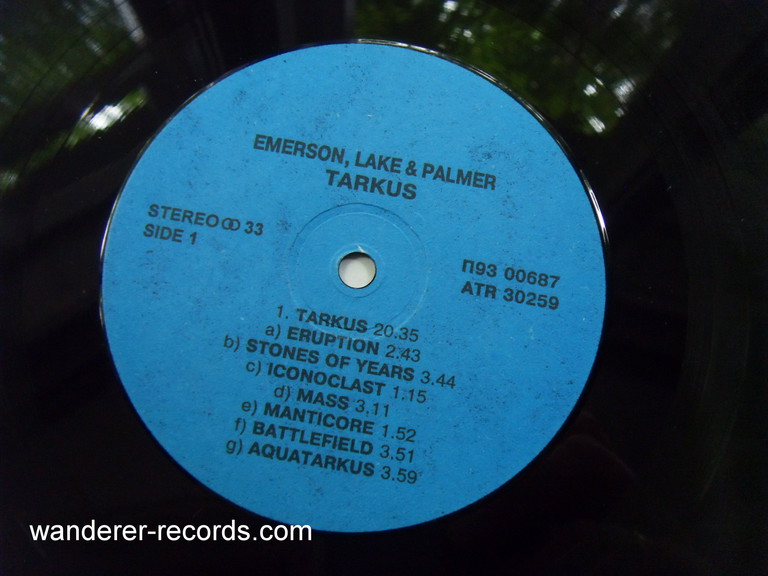 EMERSON, LAKE & PALMER
TARKUS
STEREO ꝏ 33
SIDE 1
П93 00687
ATR 30259
1. TARKUS 20.35
a) ERUPTION 2.43
b) STONES OF YEARS 3.44
c) ICONOCLAST 1.15
d) MASS 3.11
e) MANTICORE 1.52
f) BATTLEFIELD 3.51
g) AQUATARKUS 3.59
wanderer-records.com